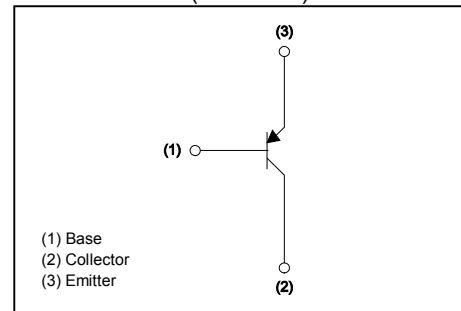 (3)
(1)
(1) Base
(2) Collector
(3) Emitter
(2)